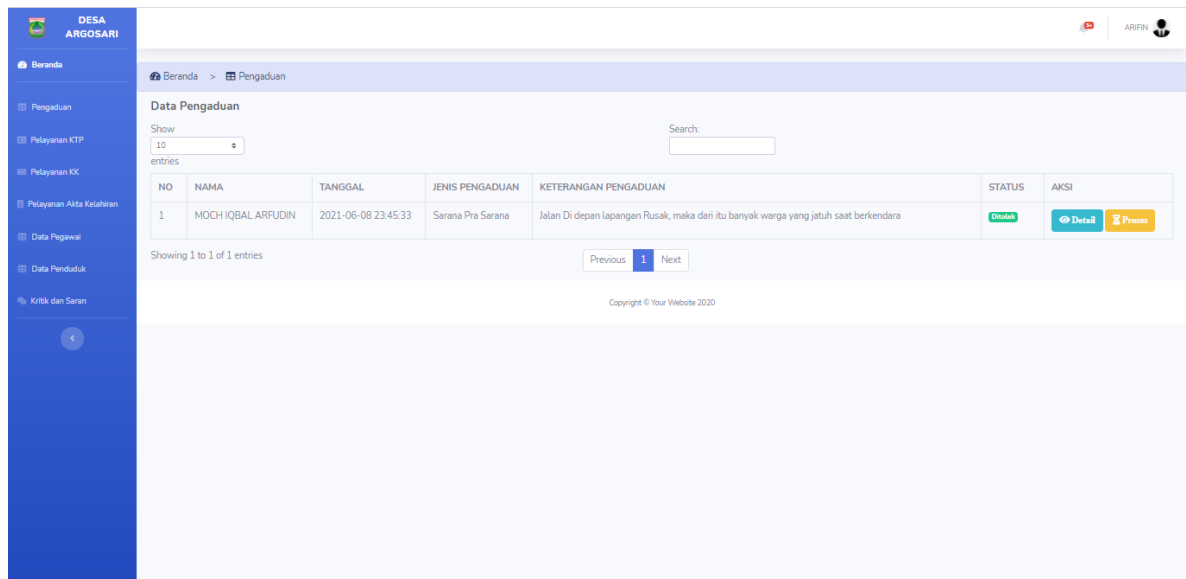 DESA
ARGOSARI
3+
ARIFIN
Beranda
Beranda > Pengaduan
Pengaduan
Pelayanan KTP
Pelayanan KK
Pelayanan Akta Kelahiran
Data Pegawai
Data Penduduk
Kritik dan Saran
Data Pengaduan
Show
10
entries
Search:
NO NAMA TANGGAL JENIS PENGADUAN KETERANGAN PENGADUAN STATUS AKSI
1 MOCH IQBAL ARFUDIN 2021-06-08 23:45:33 Sarana Pra Sarana Jalan Di depan lapangan Rusak, maka dari itu banyak warga yang jatuh saat berkendara Ditolak Detail Proses
Showing 1 to 1 of 1 entries
Previous 1 Next
Copyright © Your Website 2020